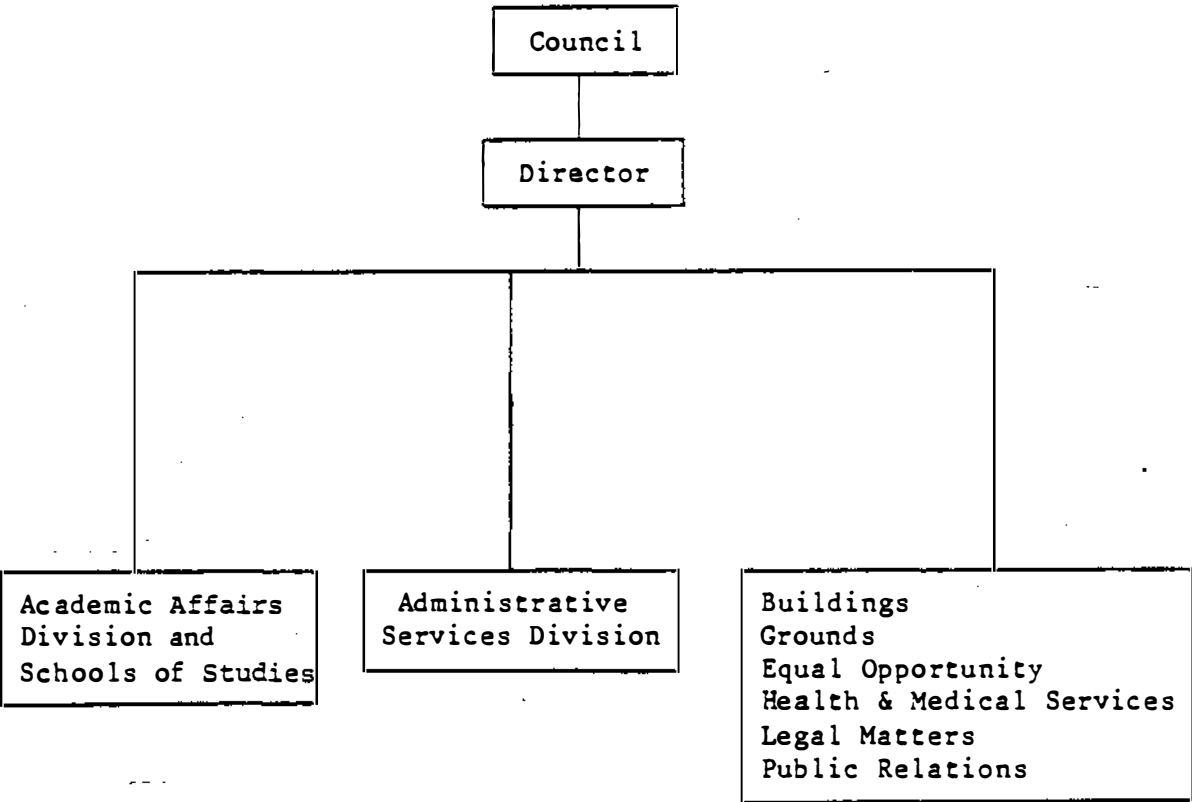 Council
Director
Academic Affairs
Division and
Schools of Studies
Administrative
Services Division
Buildings
Grounds
Equal Opportunity
Health & Medical Services
Legal Matters
Public Relations